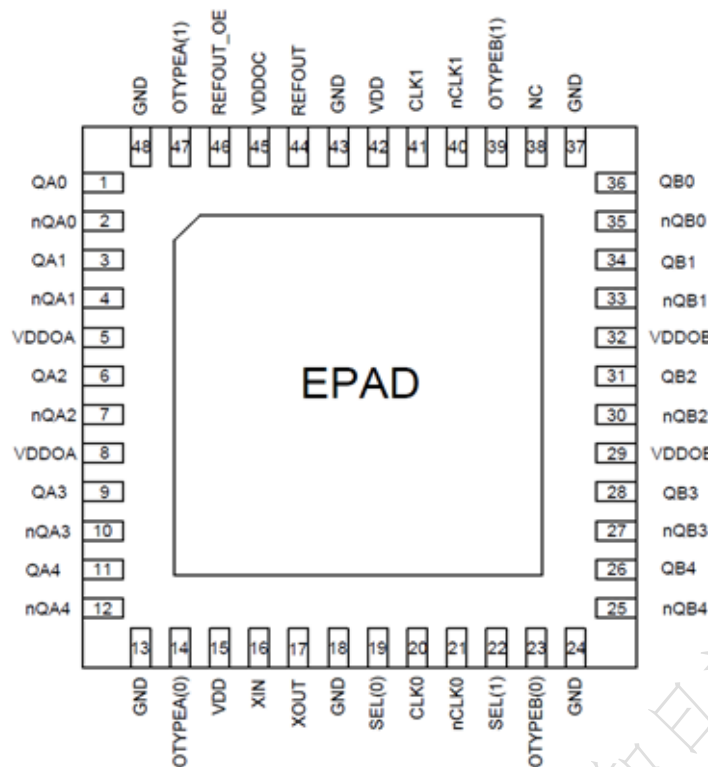 GND OTYPEA(1) REFOUT_OE VDDOC REFOUT GND VDD CLK1 nCLK1 OTYPEB(1) NC GND
48 47 46 45 44 43 42 41 40 39 38 37
QA0 1 36 QB0
nQA0 2 35 nQB0
QA1 3 34 QB1
nQA1 4 33 nQB1
VDDOA 5 32 VDDOB
QA2 6 31 QB2
EPAD
nQA2 7 30 nQB2
VDDOA 8 29 VDDOB
QA3 9 28 QB3
nQA3 10 27 nQB3
QA4 11 26 QB4
nQA4 12 25 nQB4
13 14 15 16 17 18 19 20 21 22 23 24
GND OTYPEA(0) VDD XIN XOUT GND SEL(0) CLK0 nCLK0 SEL(1) OTYPEB(0) GND